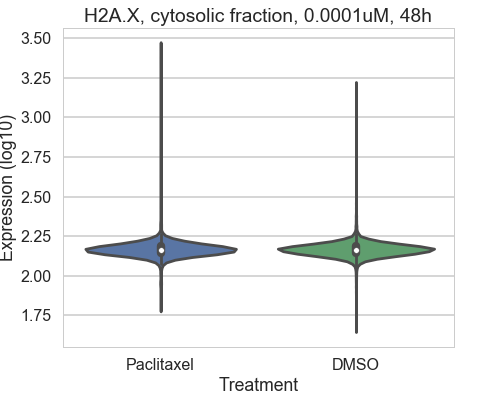 H2A.X, cytosolic fraction, 0.0001uM, 48h
Expression (log10)
3.50
3.25
3.00
2.75
2.50
2.25
2.00
1.75
Paclitaxel
DMSO
Treatment